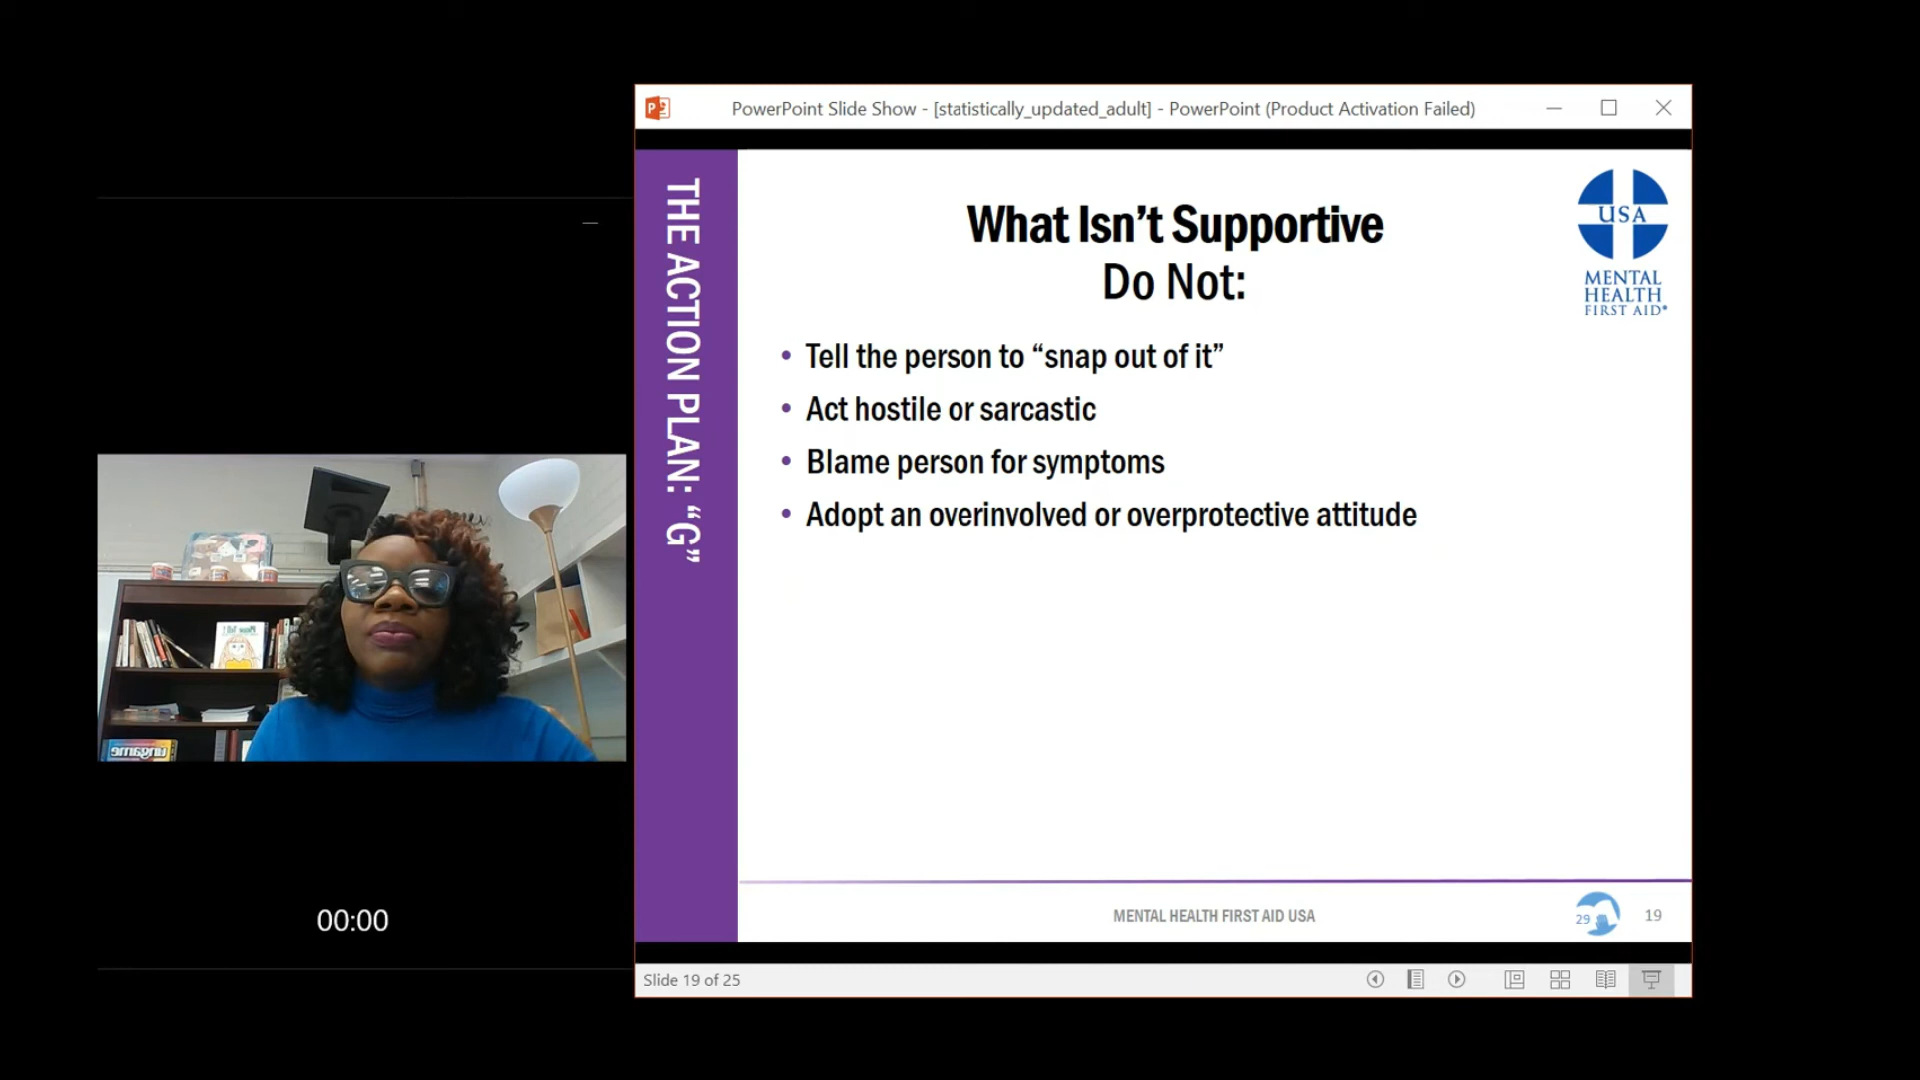 PowerPoint Slide Show - [statistically_updated_adult] - PowerPoint (Product Activation Failed)
THE ACTION PLAN: “G”
What Isn’t Supportive
Do Not:
USA
MENTAL
HEALTH
FIRST AID®
• Tell the person to “snap out of it”
• Act hostile or sarcastic
• Blame person for symptoms
• Adopt an overinvolved or overprotective attitude
ungame
00:00
MENTAL HEALTH FIRST AID USA
29
19
Slide 19 of 25